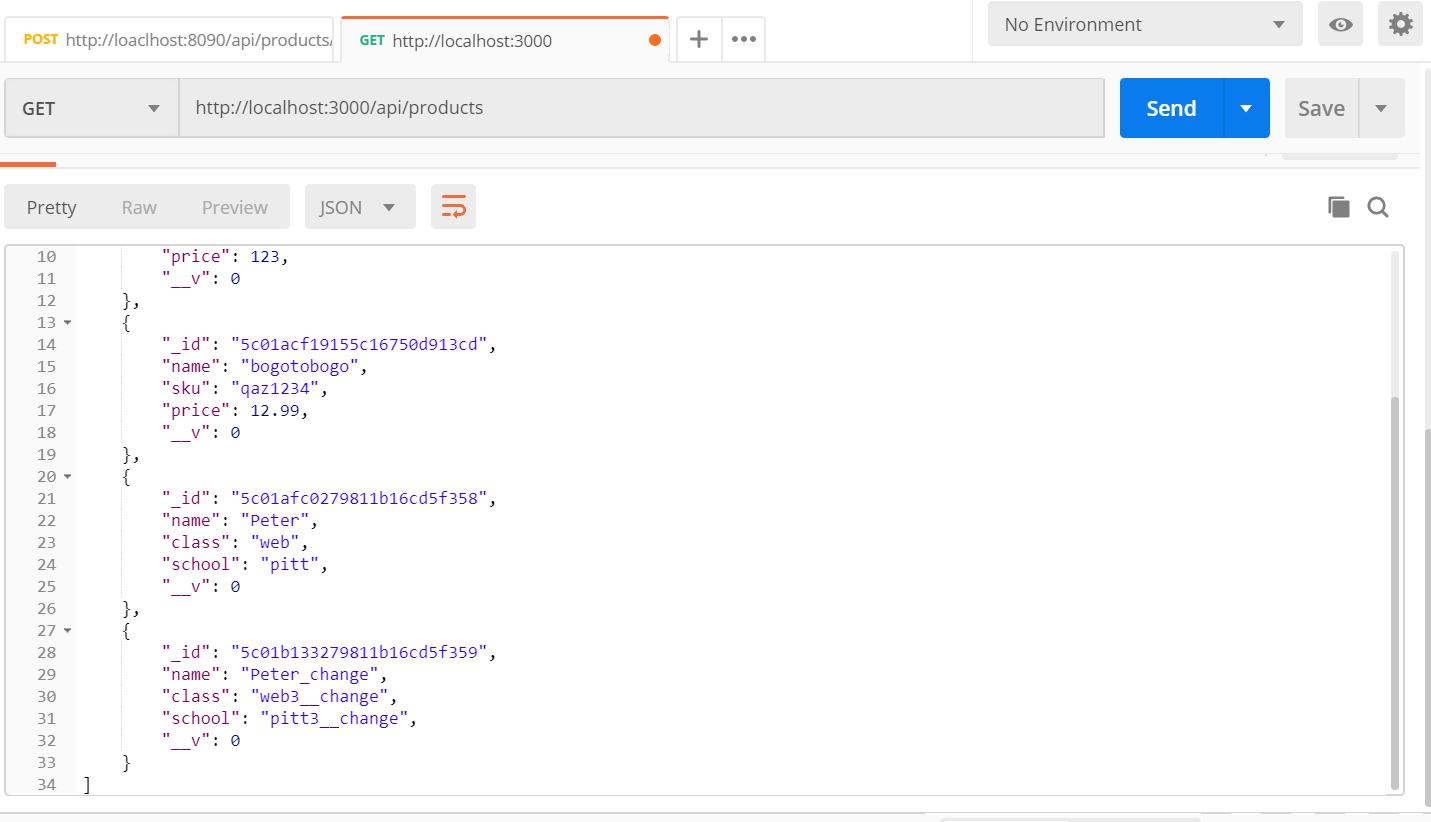 POST http://loaclhost:8090/api/products/
GET http://localhost:3000
No Environment
GET http://localhost:3000/api/products Send Save
Pretty Raw Preview JSON
10 "price": 123,
11 "__v": 0
12 },
13 {
14 "_id": "5c01acf19155c16750d913cd",
15 "name": "bogotobogo",
16 "sku": "qaz1234",
17 "price": 12.99,
18 "__v": 0
19 },
20 {
21 "_id": "5c01afc0279811b16cd5f358",
22 "name": "Peter",
23 "class": "web",
24 "school": "pitt",
25 "__v": 0
26 },
27 {
28 "_id": "5c01b133279811b16cd5f359",
29 "name": "Peter_change",
30 "class": "web3__change",
31 "school": "pitt3__change",
32 "__v": 0
33 }
34 ]